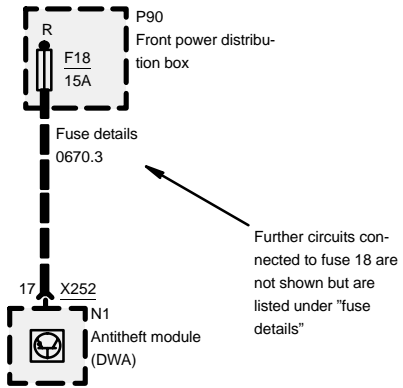 P90
Front power distribu-
tion box
R
F18
15A
Fuse details
0670.3
Further circuits con-
nected to fuse 18 are
not shown but are
listed under "fuse
details"
17 X252
N1
Antitheft module
(DWA)